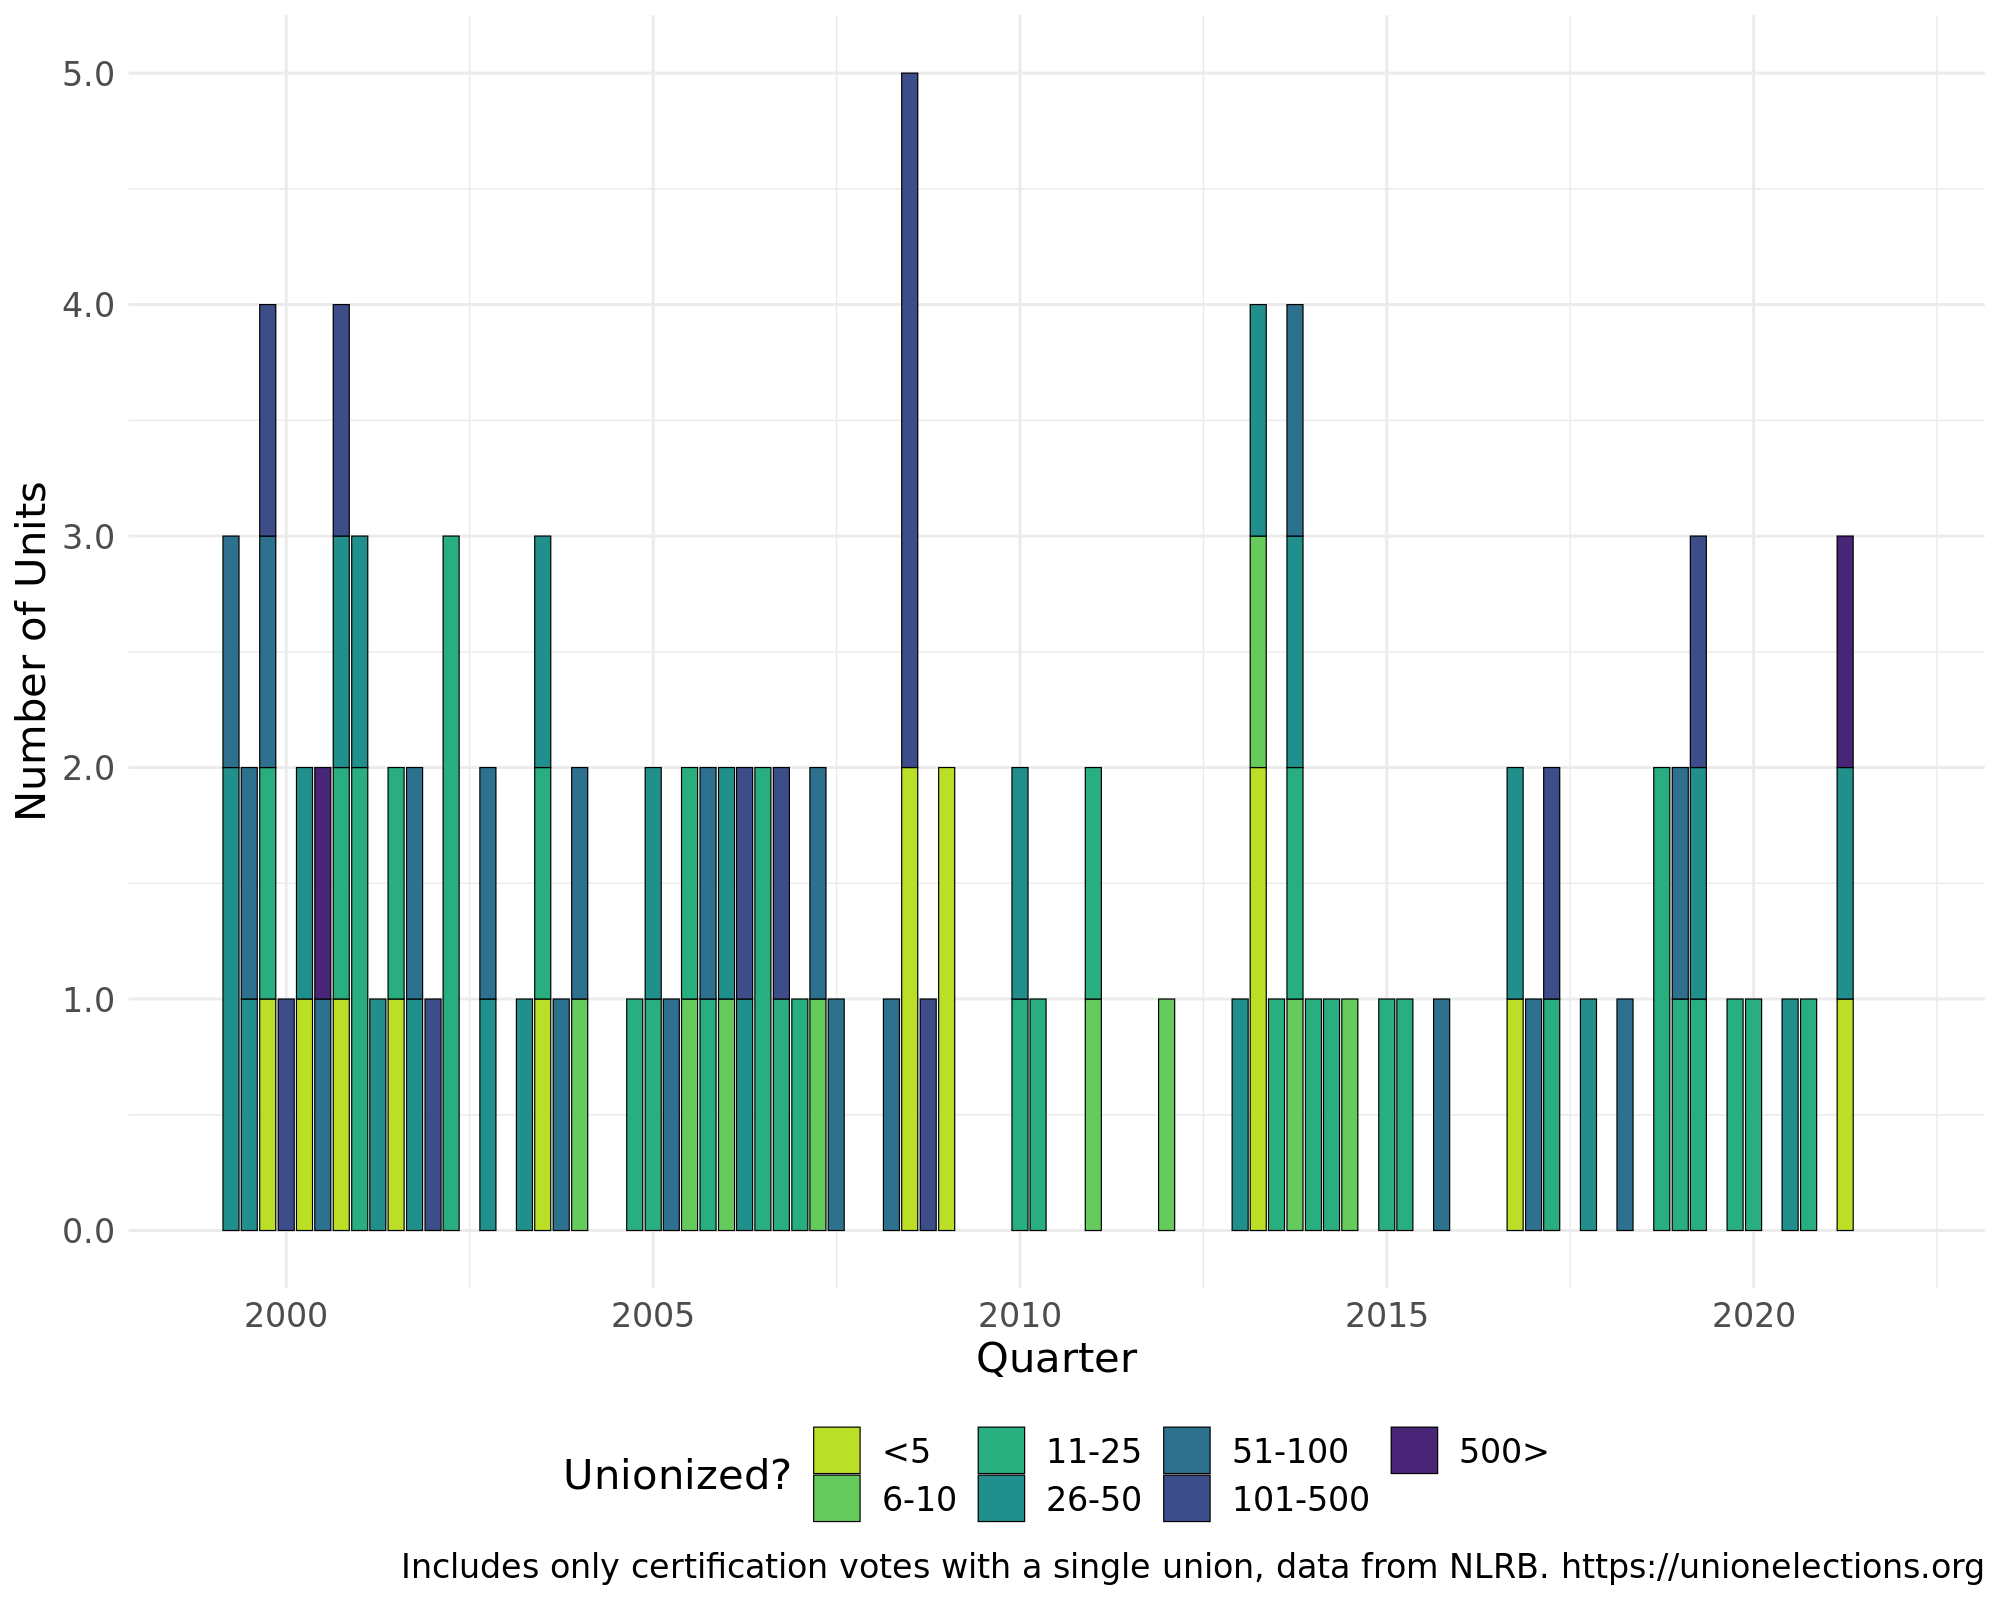 5.0
4.0
3.0
2.0
1.0
0.0
Number of Units
2000 2005 2010 2015 2020
Quarter
Unionized?
<5 11-25 51-100 500>
6-10 26-50 101-500
Includes only certification votes with a single union, data from NLRB. https://unionelections.org